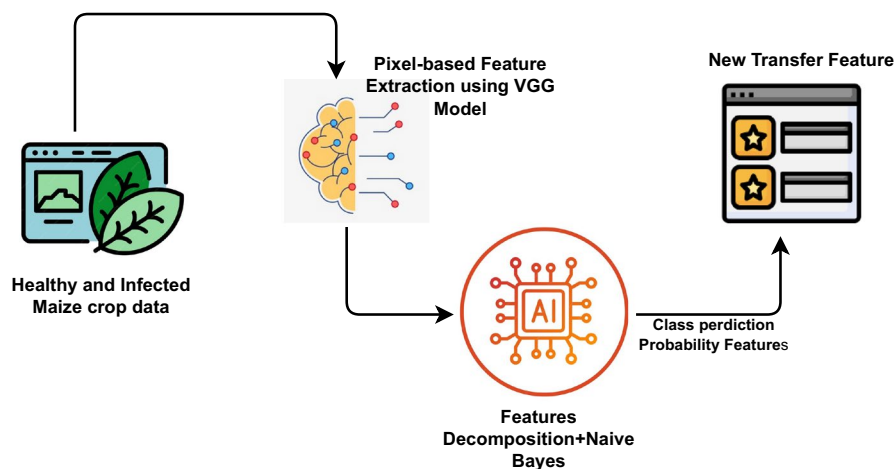 Pixel-based Feature
Extraction using VGG
Model
New Transfer Feature
Healthy and Infected
Maize crop data
AI
Class perdiction
Probability Features
Features
Decomposition+Naive
Bayes